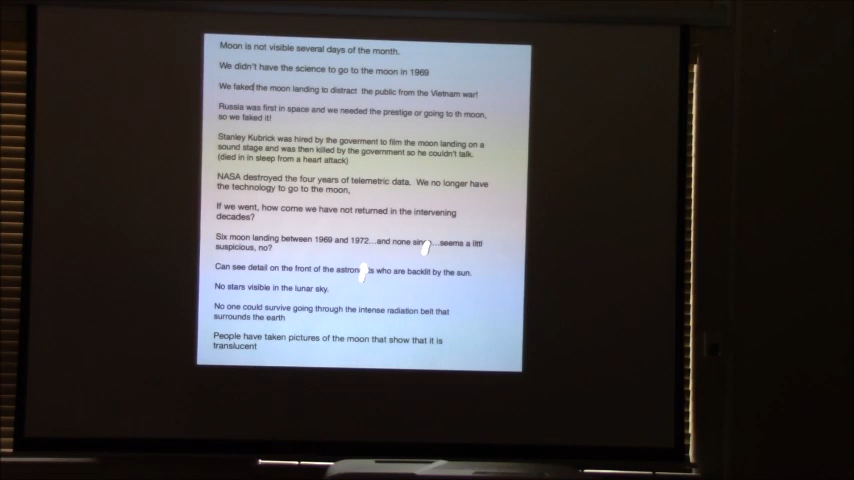 Moon is not visible several days of the month.
We didn't have the science to go to the moon in 1969
We faked the moon landing to distract the public from the Vietnam war!
Russia was first in space and we needed the prestige or going to th moon,
so we faked it!
Stanley Kubrick was hired by the goverment to film the moon landing on a
sound stage and was then killed by the government so he couldn't talk.
(died in in sleep from a heart attack)
NASA destroyed the four years of telemetric data. We no longer have
the technology to go to the moon,
If we went, how come we have not returned in the intervening
decades?
Six moon landing between 1969 and 1972...and none ...seems a littl
suspicious, no?
Can see detail on the front of the who are backlit by the sun.
No stars visible in the lunar sky.
No one could survive going through the intense radiation belt that
surrounds the earth
People have taken pictures of the moon that show that it is
translucent